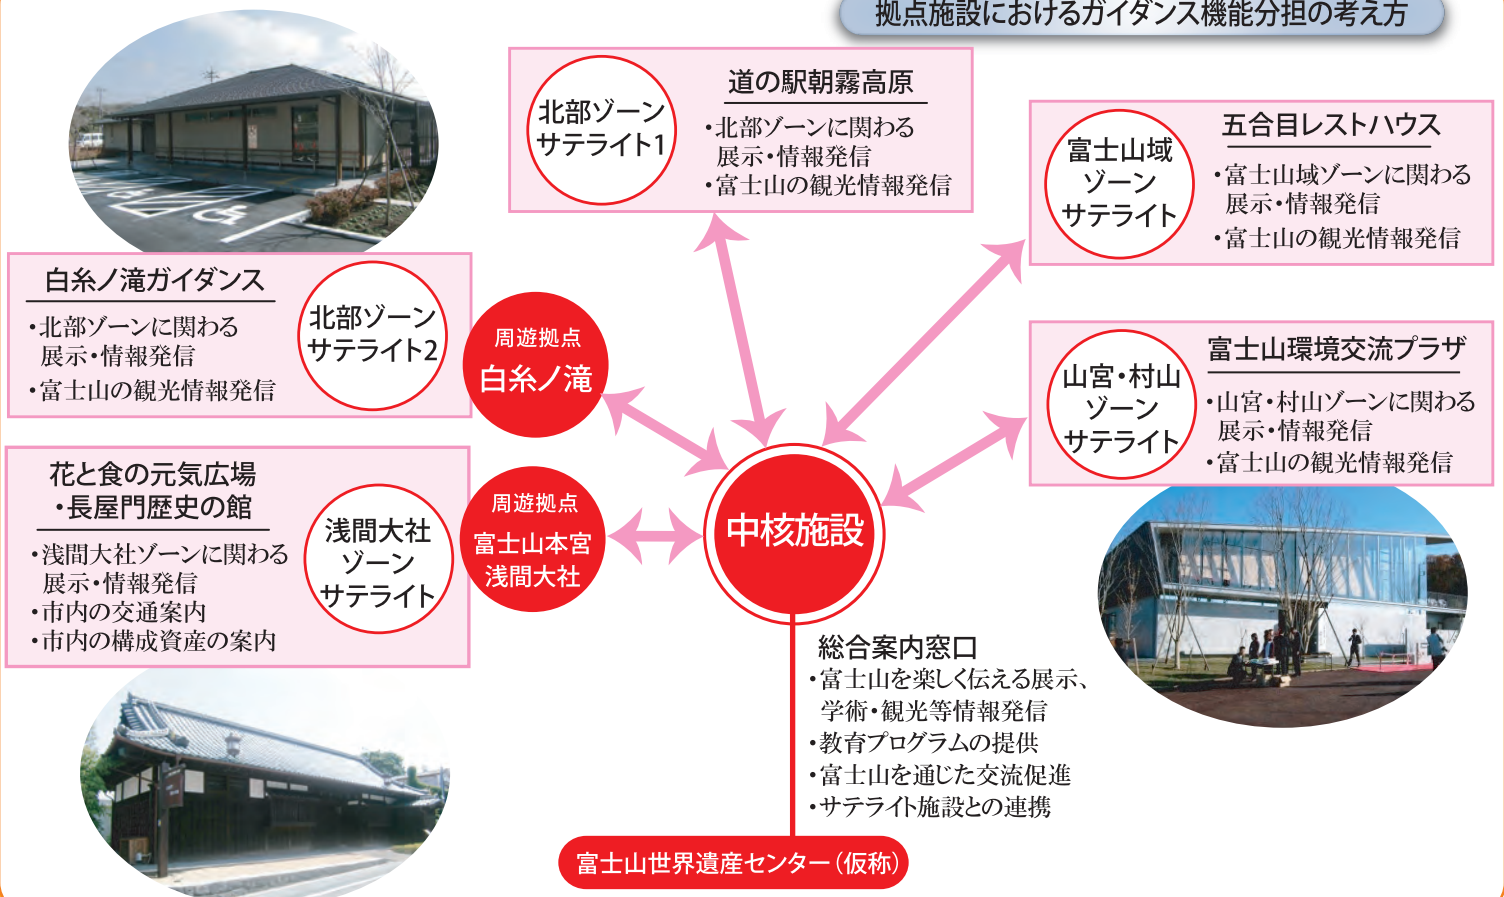 拠点施設におけるガイダンス機能分担の考え方
北部ゾーン
サテライト1
道の駅朝霧高原
・北部ゾーンに関わる
展示・情報発信
・富士山の観光情報発信
富士山域
ゾーン
サテライト
五合目レストハウス
・富士山域ゾーンに関わる
展示・情報発信
・富士山の観光情報発信
白糸ノ滝ガイダンス
・北部ゾーンに関わる
展示・情報発信
・富士山の観光情報発信
北部ゾーン
サテライト2
周遊拠点
白糸ノ滝
山宮・村山
ゾーン
サテライト
富士山環境交流プラザ
・山宮・村山ゾーンに関わる
展示・情報発信
・富士山の観光情報発信
花と食の元気広場
・長屋門歴史の館
・浅間大社ゾーンに関わる
展示・情報発信
・市内の交通案内
・市内の構成資産の案内
浅間大社
ゾーン
サテライト
周遊拠点
富士山本宮
浅間大社
中核施設
総合案内窓口
・富士山を楽しく伝える展示、
学術・観光等情報発信
・教育プログラムの提供
・富士山を通じた交流促進
・サテライト施設との連携
富士山世界遺産センター（仮称）